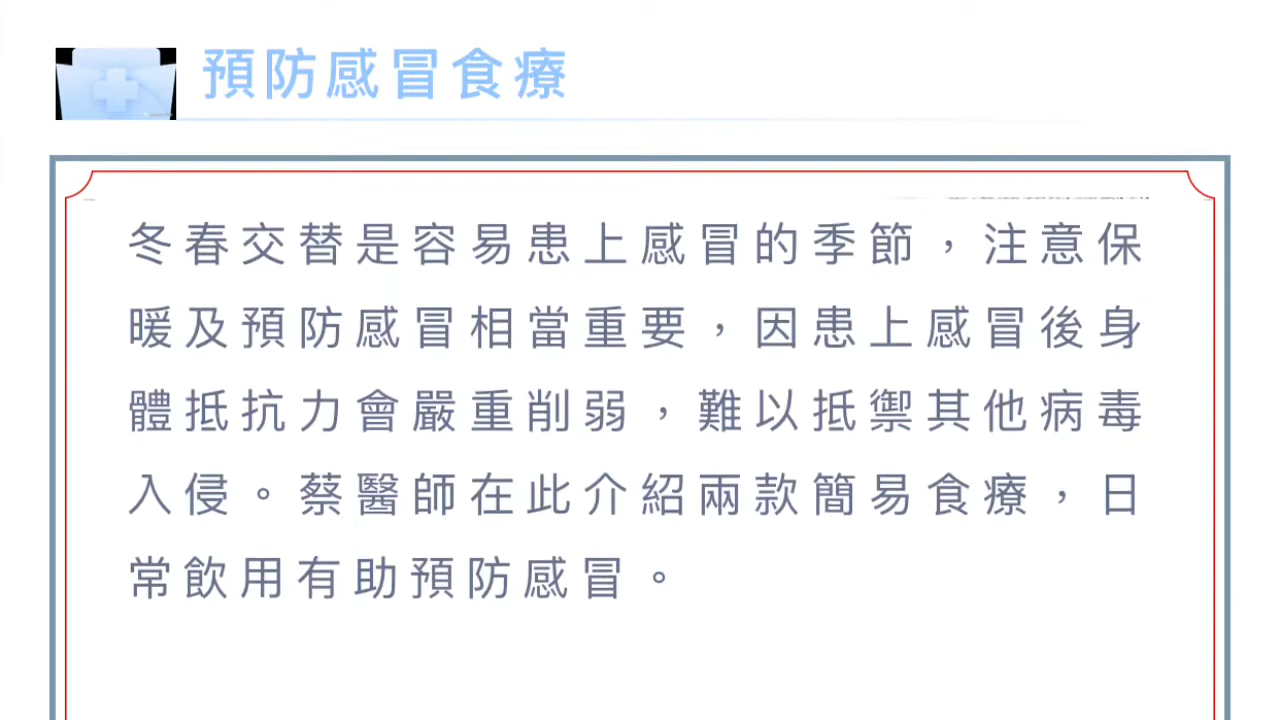 預防感冒食療
冬春交替是容易患上感冒的季節，注意保
暖及預防感冒相當重要，因患上感冒後身
體抵抗力會嚴重削弱，難以抵禦其他病毒
入侵。蔡醫師在此介紹兩款簡易食療，日
常飲用有助預防感冒。